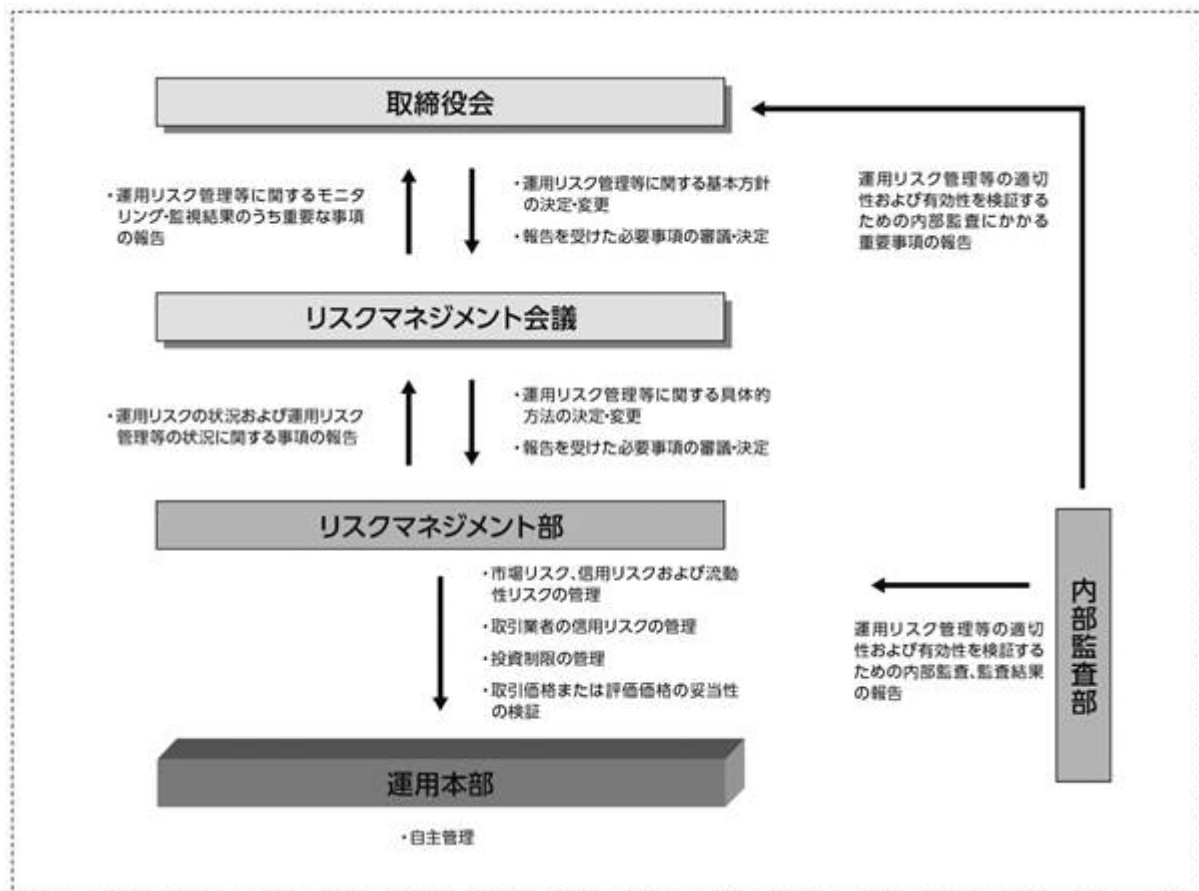 取締役会
・運用リスク管理等に関するモニタ
リング・監視結果のうち重要な事項
の報告
・運用リスク管理等に関する基本方針
の決定・変更
・報告を受けた必要事項の審議・決定
運用リスク管理等の適切
性および有効性を検証する
ための内部監査にかかる
重要事項の報告
リスクマネジメント会議
・運用リスクの状況および運用リスク
管理等の状況に関する事項の報告
・運用リスク管理等に関する具体的
方法の決定・変更
・報告を受けた必要事項の審議・決定
リスクマネジメント部
・市場リスク、信用リスクおよび流動
性リスクの管理
・取引業者の信用リスクの管理
・投資制限の管理
・取引価格または評価価格の妥当性
の検証
運用リスク管理等の適切
性および有効性を検証する
ための内部監査、監査結果
の報告
内部監査部
運用本部
・自主管理